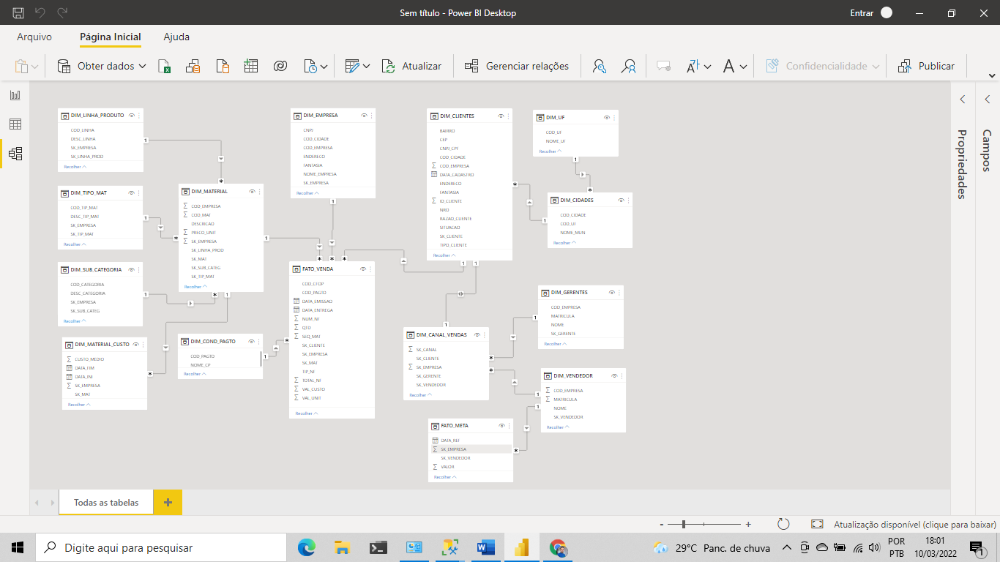 Sem título - Power BI Desktop
Entrar
Arquivo
Página Inicial
Ajuda
Obter dados
Atualizar
Gerenciar relações
Confidencialidade
Publicar
DIM_LINHA_PRODUTO
COD_LINHA
DESC_LINHA
SK_EMPRESA
SK_LINHA_PROD
Recolher
DIM_TIPO_MAT
COD_TIP_MAT
DESC_TIP_MAT
SK_EMPRESA
SK_TIP_MAT
Recolher
DIM_SUB_CATEGORIA
COD_CATEGORIA
DESC_CATEGORIA
SK_EMPRESA
SK_SUB_CATEG
Recolher
DIM_MATERIAL_CUSTO
CUSTO_MEDIO
DATA_FIM
DATA_INI
SK_EMPRESA
SK_MAT
Recolher
DIM_MATERIAL
COD_EMPRESA
COD_MAT
DESCRICAO
PRECO_UNIT
SK_EMPRESA
SK_LINHA_PROD
SK_MAT
SK_SUB_CATEG
SK_TIP_MAT
Recolher
DIM_COND_PAGTO
COD_PAGTO
NOME_CP
Recolher
DIM_EMPRESA
CNPJ
COD_CIDADE
COD_EMPRESA
ENDERECO
FANTASIA
NOME_EMPRESA
SK_EMPRESA
Recolher
FATO_VENDA
COD_CFOP
COD_PAGTO
DATA_EMISSAO
DATA_ENTREGA
NUM_NF
QTD
SEQ_MAT
SK_CLIENTE
SK_EMPRESA
SK_MAT
TIP_NF
TOTAL_NF
VAL_CUSTO
VAL_UNIT
Recolher
DIM_CLIENTES
BAIRRO
CEP
CNPJ_CPF
COD_CIDADE
COD_EMPRESA
DATA_CADASTRO
ENDERECO
FANTASIA
ID_CLIENTE
NRO
RAZAO_CLIENTE
SITUACAO
SK_CLIENTE
TIPO_CLIENTE
Recolher
DIM_CANAL_VENDAS
SK_CANAL
SK_CLIENTE
SK_EMPRESA
SK_GERENTE
SK_VENDEDOR
Recolher
FATO_META
DATA_REF
SK_EMPRESA
SK_VENDEDOR
VALOR
Recolher
DIM_UF
COD_UF
NOME_UF
Recolher
DIM_CIDADES
COD_CIDADE
COD_UF
NOME_MUN
Recolher
DIM_GERENTES
COD_EMPRESA
MATRICULA
NOME
SK_GERENTE
Recolher
DIM_VENDEDOR
COD_EMPRESA
MATRICULA
NOME
SK_VENDEDOR
Recolher
Propriedades
Campos
Todas as tabelas
Atualização disponível (clique para baixar)
Digite aqui para pesquisar
29°C Panc. de chuva
POR
PTB
18:01
10/03/2022
1